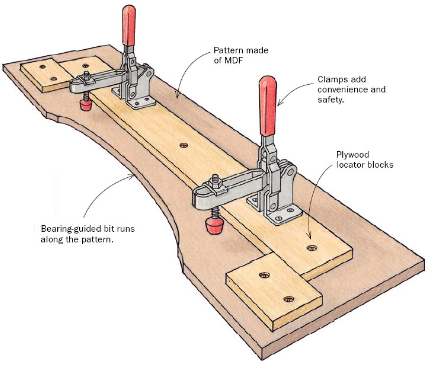 Pattern made
of MDF
Clamps add
convenience and
safety.
Plywood
locator blocks
Bearing-guided bit runs
along the pattern.